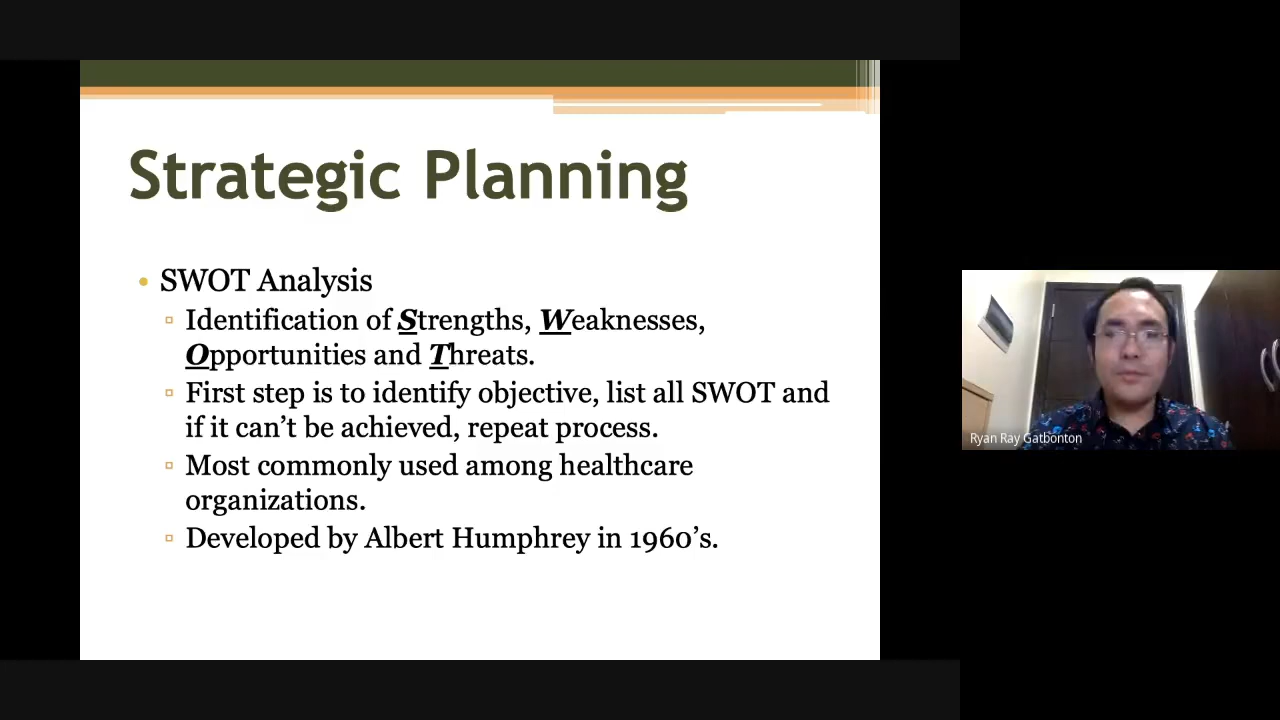 Strategic Planning
• SWOT Analysis
▫ Identification of Strengths, Weaknesses,
Opportunities and Threats.
▫ First step is to identify objective, list all SWOT and
if it can’t be achieved, repeat process.
▫ Most commonly used among healthcare
organizations.
▫ Developed by Albert Humphrey in 1960’s.
Ryan Ray Gatbonton